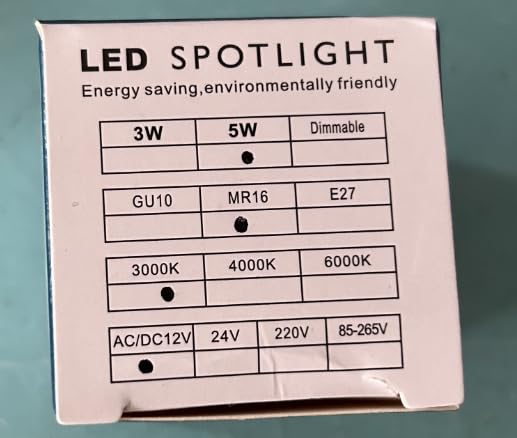 LED SPOTLIGHT
Energy saving,environmentally friendly
3W 5W Dimmable
GU10 MR16 E27
3000K 4000K 6000K
AC/DC12V 24V 220V 85-265V